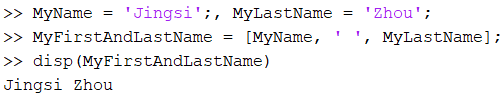 >> MyName = 'Jingsi';, MyLastName = 'Zhou';
>> MyFirstAndLastName = [MyName, ' ', MyLastName];
>> disp(MyFirstAndLastName)
Jingsi Zhou